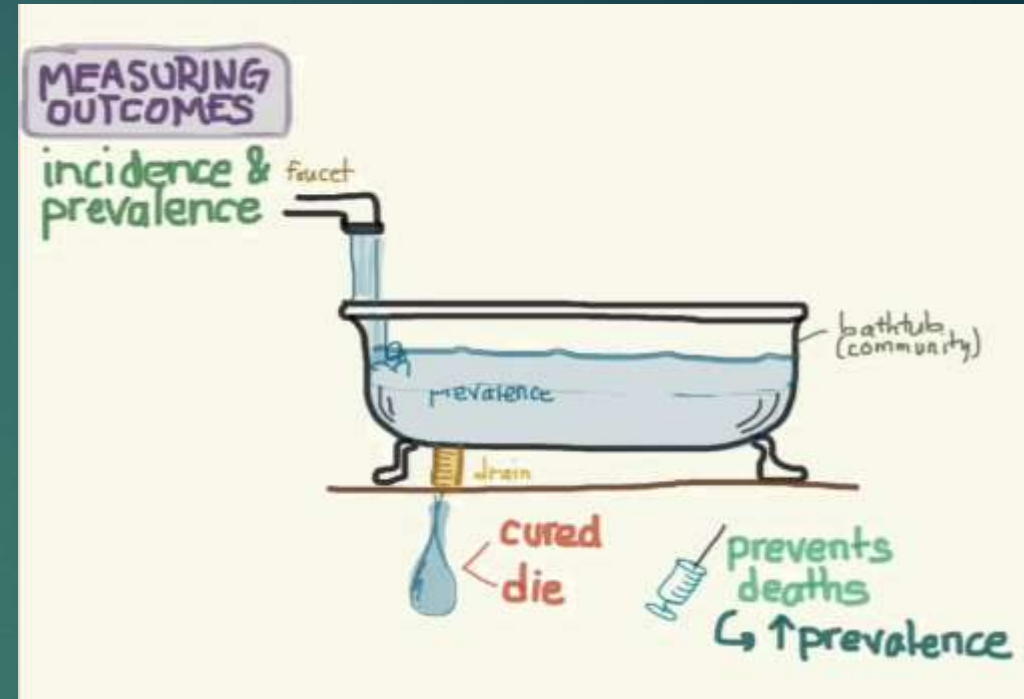 MEASURING
OUTCOMES
incidence &
prevalence
faucet
bathtub
(community)
prevalence
drain
cured
die
prevents
deaths
↳ ↑prevalence